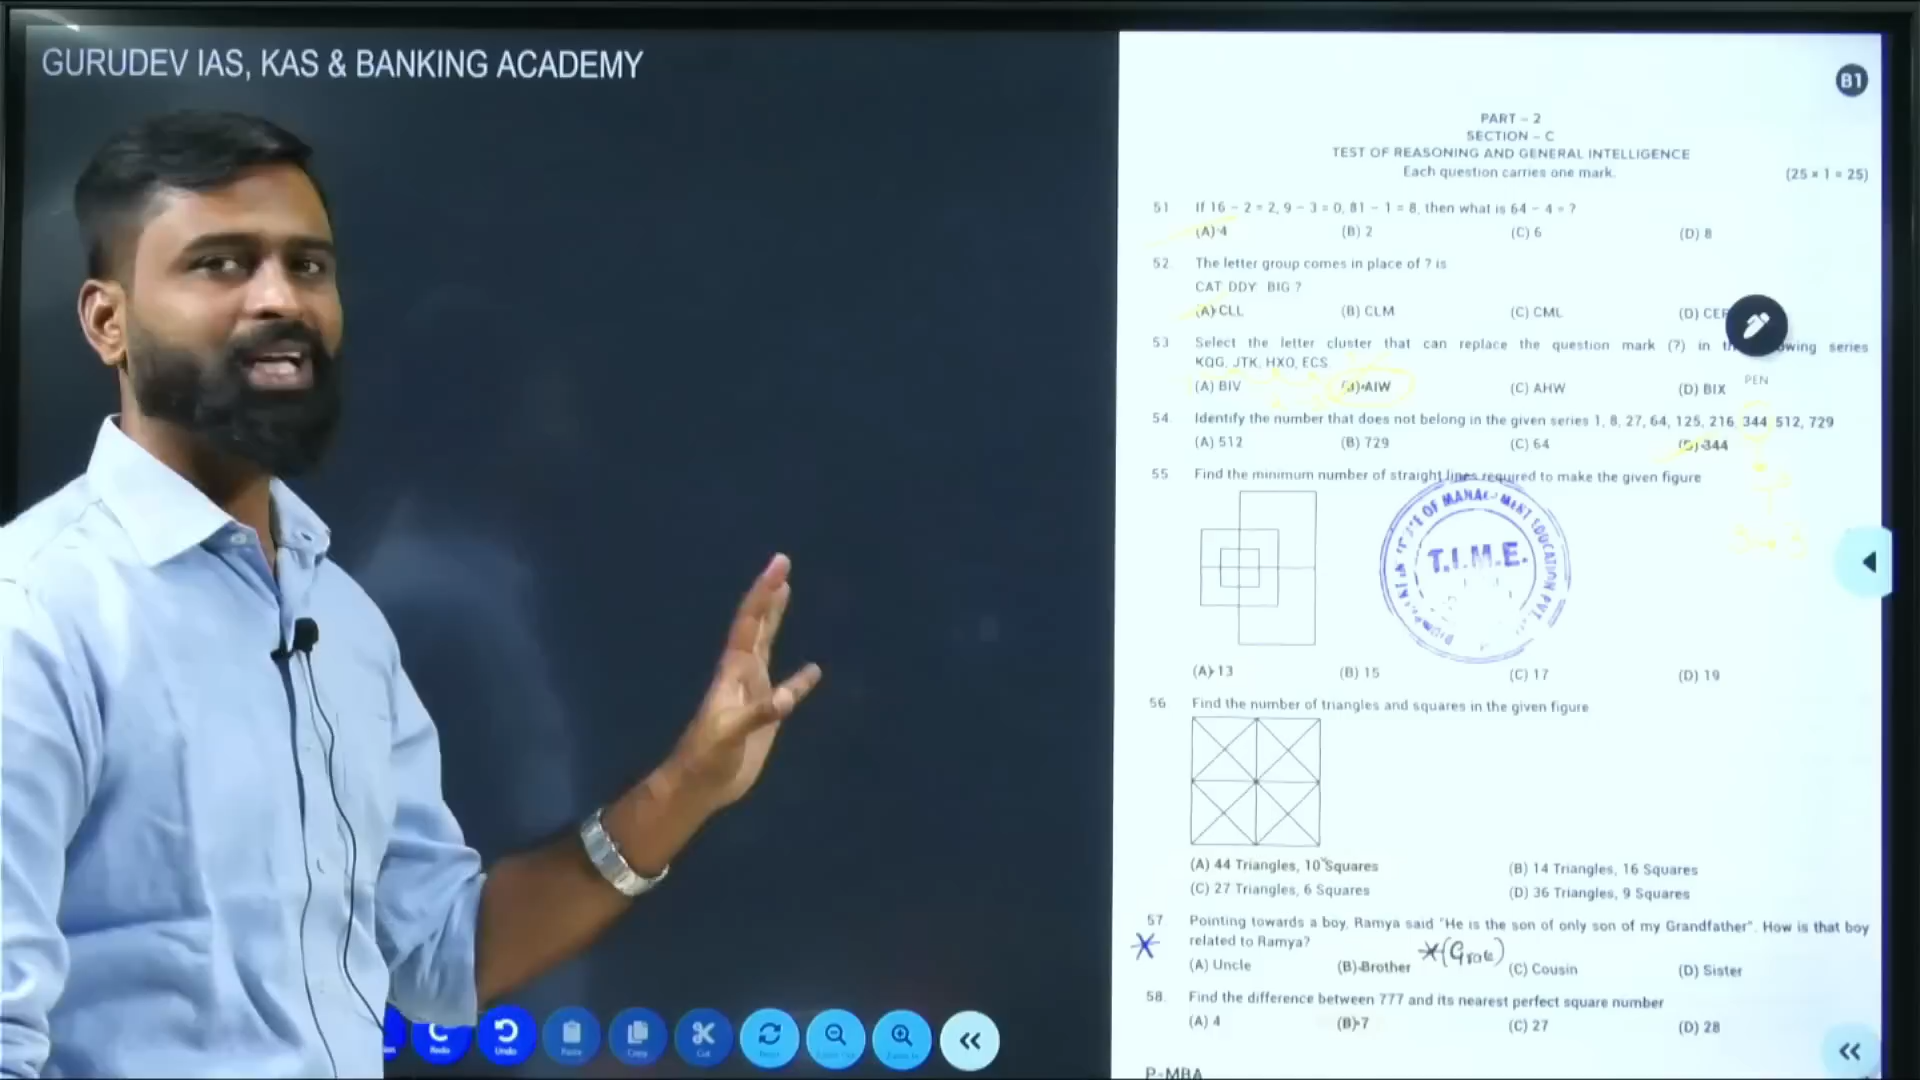 GURUDEV IAS, KAS & BANKING ACADEMY
B1
PART – 2
SECTION – C
TEST OF REASONING AND GENERAL INTELLIGENCE
Each question carries one mark.
(25 × 1 = 25)
51 If 16 – 2 = 2, 9 – 3 = 0, 81 – 1 = 8, then what is 64 – 4 = ?
(A) 4 (B) 2 (C) 6 (D) 8
52. The letter group comes in place of ? is
CAT DDY BIG ?
(A) CLL (B) CLM (C) CML (D)
53 Select the letter cluster that can replace the question mark (?) in series
KQG, JTK, HXO, ECS
(A) BIV AIW (C) AHW (D) BIX
PEN
54. Identify the number that does not belong in the given series 1, 8, 27, 64, 125, 216, 344 512, 729
(A) 512 (B) 729 (C) 64 (D) 344
55 Find the minimum number of straight lines required to make the given figure
T.I.M.E.
(A) 13 (B) 15 (C) 17 (D) 19
56 Find the number of triangles and squares in the given figure
(A) 44 Triangles, 10 Squares (B) 14 Triangles, 16 Squares
(C) 27 Triangles, 6 Squares (D) 36 Triangles, 9 Squares
57 Pointing towards a boy, Ramya said "He is the son of only son of my Grandfather". How is that boy
related to Ramya?
(A) Uncle (B) Brother (C) Cousin (D) Sister
58. Find the difference between 777 and its nearest perfect square number
(A) 4 (B) 7 (C) 27 (D) 28
Redo Undo Paste Copy Cut
P-MBA